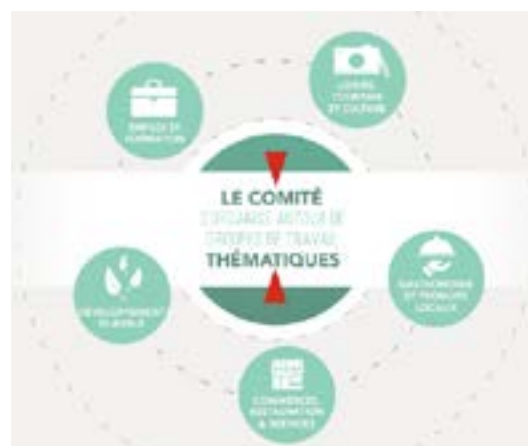 EMPLOI ET
FORMATION
LOISIRS,
TOURISME
ET CULTURE
LE COMITÉ
S'ORGANISE AUTOUR DE
GROUPES DE TRAVAIL
THÉMATIQUES
DÉVELOPPEMENT
DURABLE
GASTRONOMIE
ET PRODUITS
LOCAUX
COMMERCES,
RESTAURATION
& SERVICES